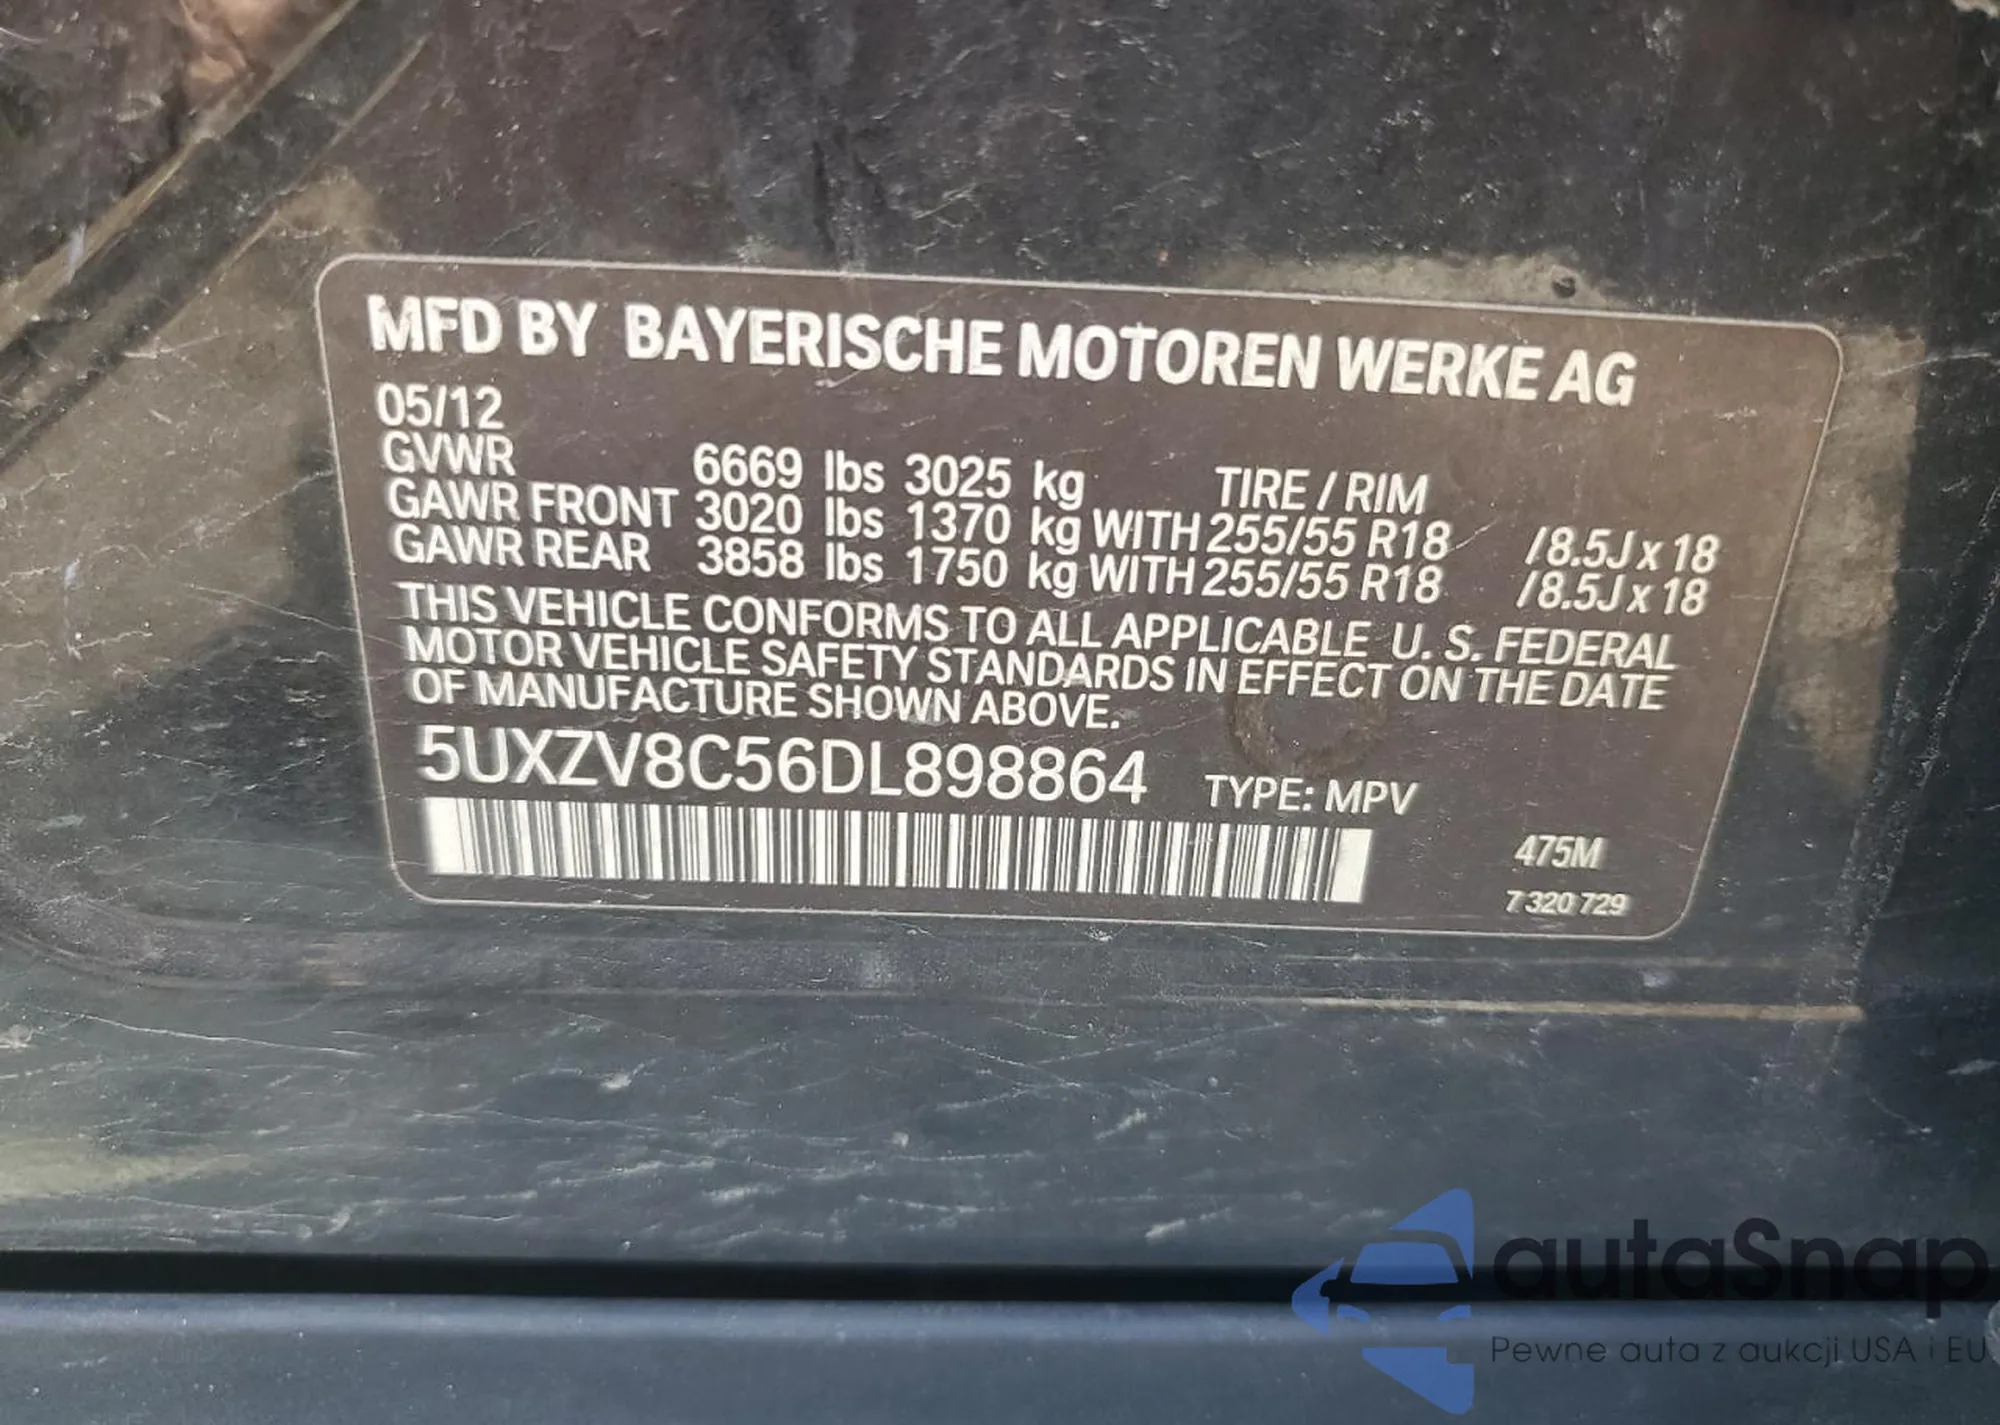 MFD BY BAYERISCHE MOTOREN WERKE AG
05/12
GVWR 6669 lbs 3025 kg TIRE / RIM
GAWR FRONT 3020 lbs 1370 kg WITH 255/55 R18 /8.5J x 18
GAWR REAR 3858 lbs 1750 kg WITH 255/55 R18 /8.5J x 18
THIS VEHICLE CONFORMS TO ALL APPLICABLE U. S. FEDERAL
MOTOR VEHICLE SAFETY STANDARDS IN EFFECT ON THE DATE
OF MANUFACTURE SHOWN ABOVE.
5UXZV8C56DL898864 TYPE: MPV
475M
7 320 729
autaSnap
Pewne auta z aukcji USA i EU